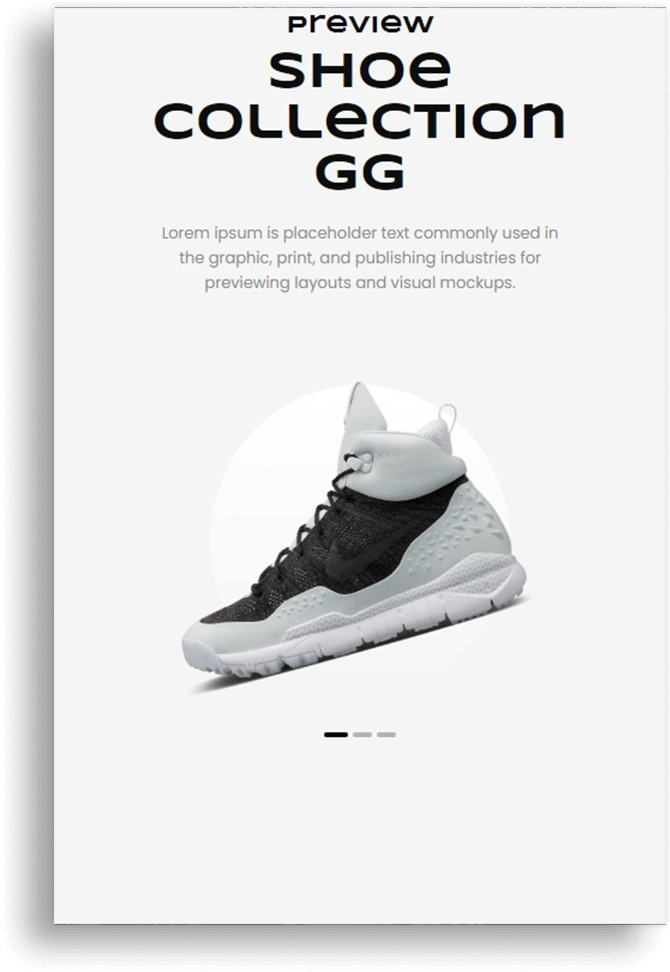 Preview
SHOE
COLLECTION
GG
Lorem ipsum is placeholder text commonly used in
the graphic, print, and publishing industries for
previewing layouts and visual mockups.